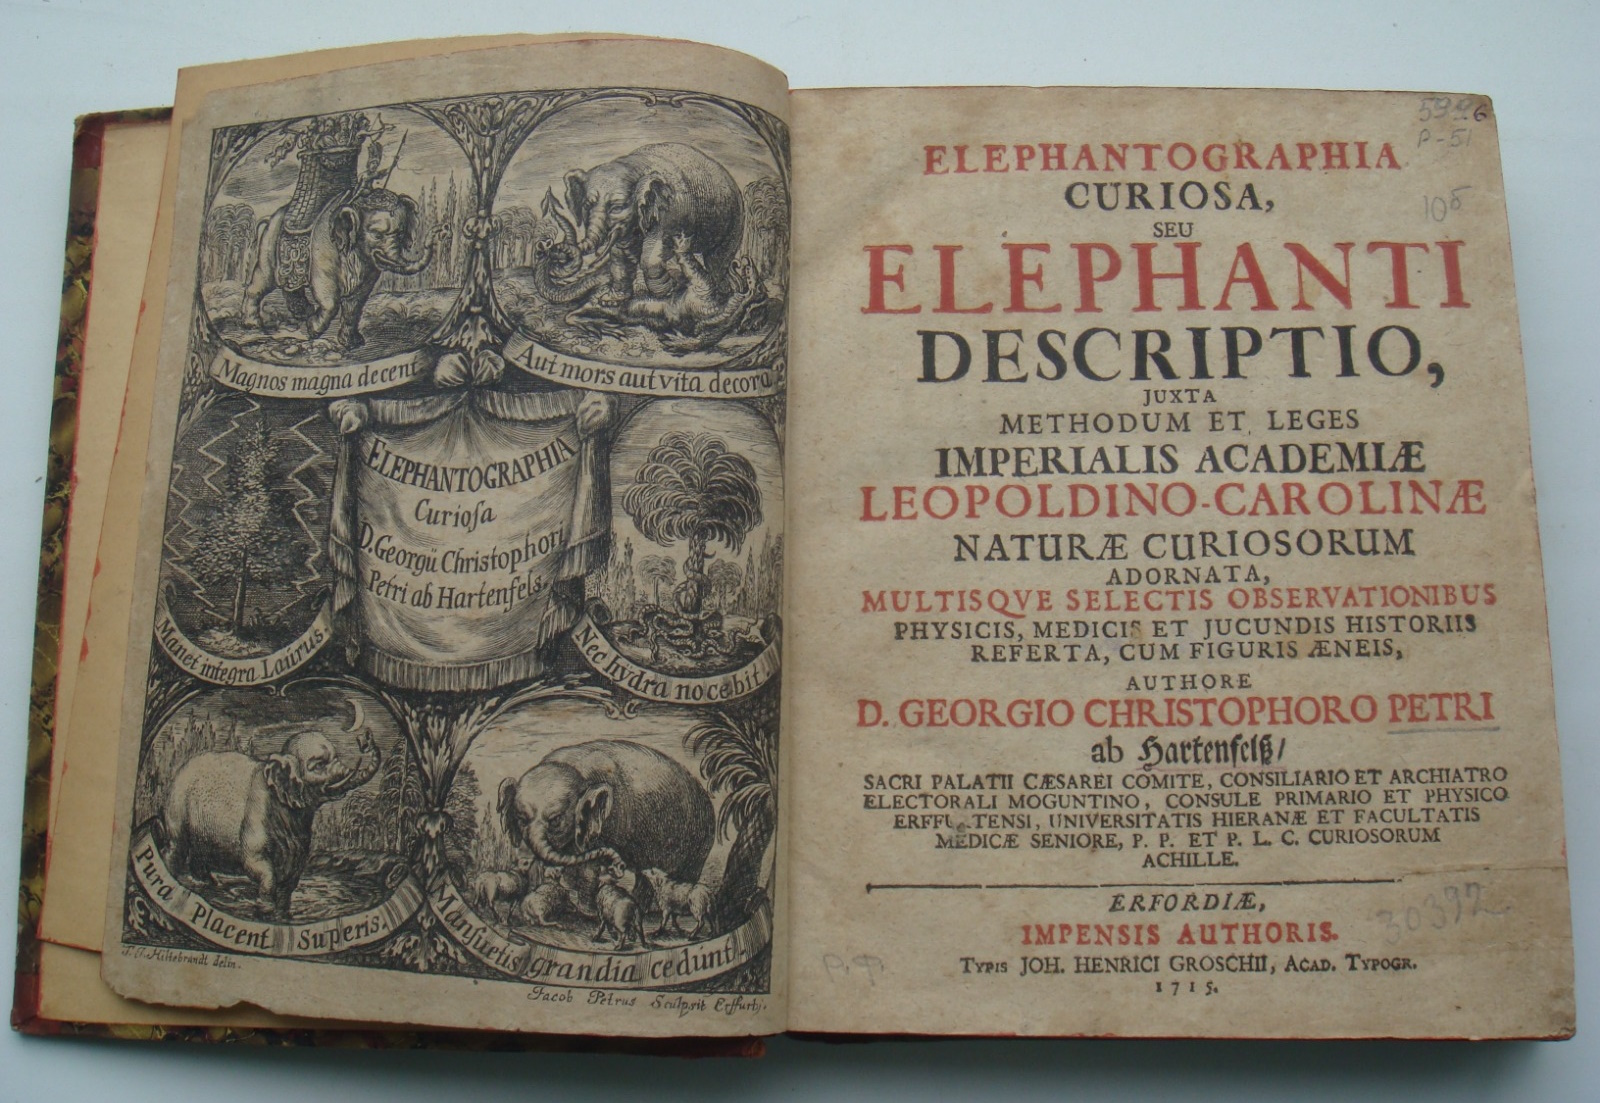 Magnos magna decent
Aut mors aut vita decora
ELEPHANTOGRAPHIA
Curiosa
D. Georgii Christophori
Petri ab Hartenfels.
Manet integra Laurus.
Nec hydra nocebit.
Pura Placent Superis.
Mansuetis grandia cedunt
Hiltebrandt delin.
Jacob Petrus Sculpsit Erffurti.
5996
P-51
ELEPHANTOGRAPHIA
CURIOSA,
SEU
ELEPHANTI
DESCRIPTIO,
JUXTA
METHODUM ET LEGES
IMPERIALIS ACADEMIÆ
LEOPOLDINO-CAROLINÆ
NATURÆ CURIOSORUM
ADORNATA,
MULTISQVE SELECTIS OBSERVATIONIBUS
PHYSICIS, MEDICIS ET JUCUNDIS HISTORIIS
REFERTA, CUM FIGURIS ÆNEIS,
AUTHORE
D. GEORGIO CHRISTOPHORO PETRI
ab Hartenfelß/
SACRI PALATII CÆSAREI COMITE, CONSILIARIO ET ARCHIATRO
ELECTORALI MOGUNTINO, CONSULE PRIMARIO ET PHYSICO
ERFFURTENSI, UNIVERSITATIS HIERANÆ ET FACULTATIS
MEDICÆ SENIORE, P. P. ET P. L. C. CURIOSORUM
ACHILLE.
ERFORDIÆ,
IMPENSIS AUTHORIS.
30392
TYPIS JOH. HENRICI GROSCHII, ACAD. TYPOGR.
1715.